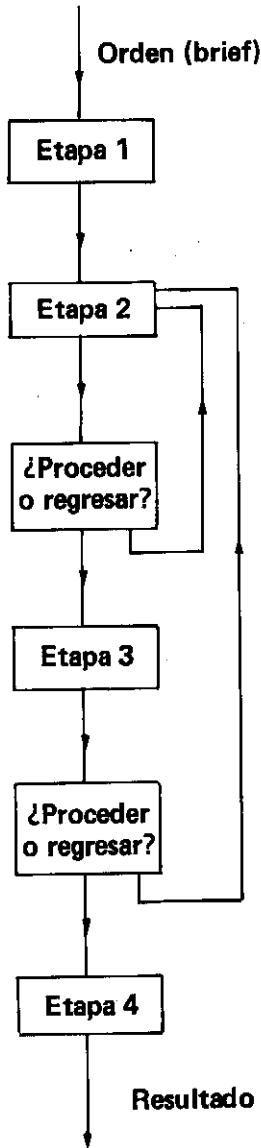 Orden (brief)
Etapa 1
Etapa 2
¿Proceder
o regresar?
Etapa 3
¿Proceder
o regresar?
Etapa 4
Resultado